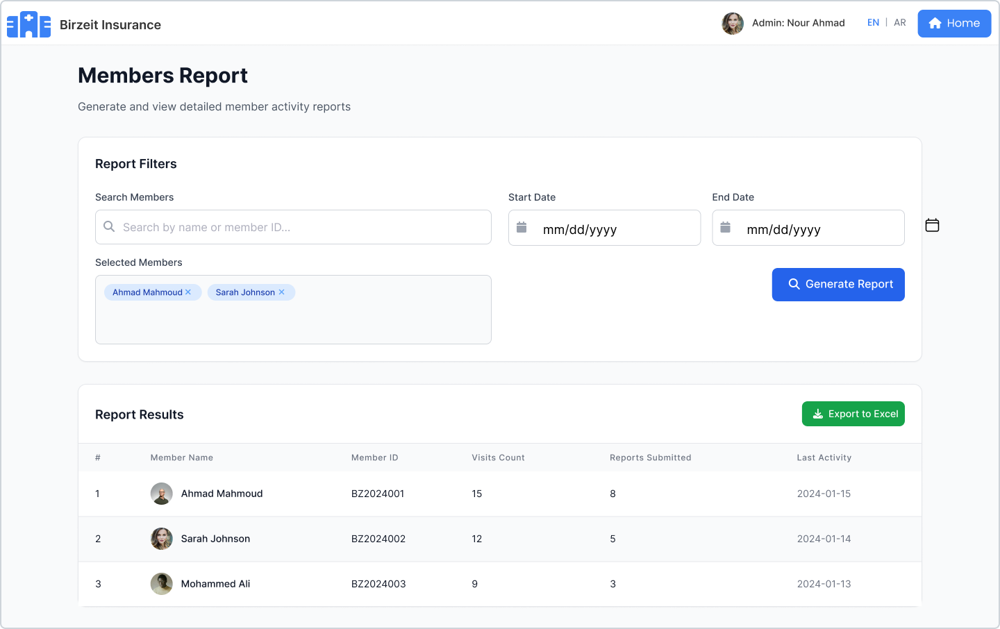 Birzeit Insurance
Admin: Nour Ahmad
EN | AR
Home
Members Report
Generate and view detailed member activity reports
Report Filters
Search Members
Start Date
End Date
Search by name or member ID...
mm/dd/yyyy
mm/dd/yyyy
Selected Members
Ahmad Mahmoud ×
Sarah Johnson ×
Generate Report
Report Results
Export to Excel
# Member Name Member ID Visits Count Reports Submitted Last Activity
1 Ahmad Mahmoud BZ2024001 15 8 2024-01-15
2 Sarah Johnson BZ2024002 12 5 2024-01-14
3 Mohammed Ali BZ2024003 9 3 2024-01-13